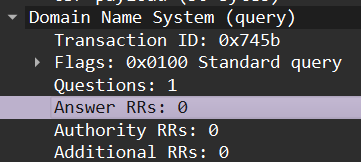 Domain Name System (query)
Transaction ID: 0x745b
Flags: 0x0100 Standard query
Questions: 1
Answer RRs: 0
Authority RRs: 0
Additional RRs: 0